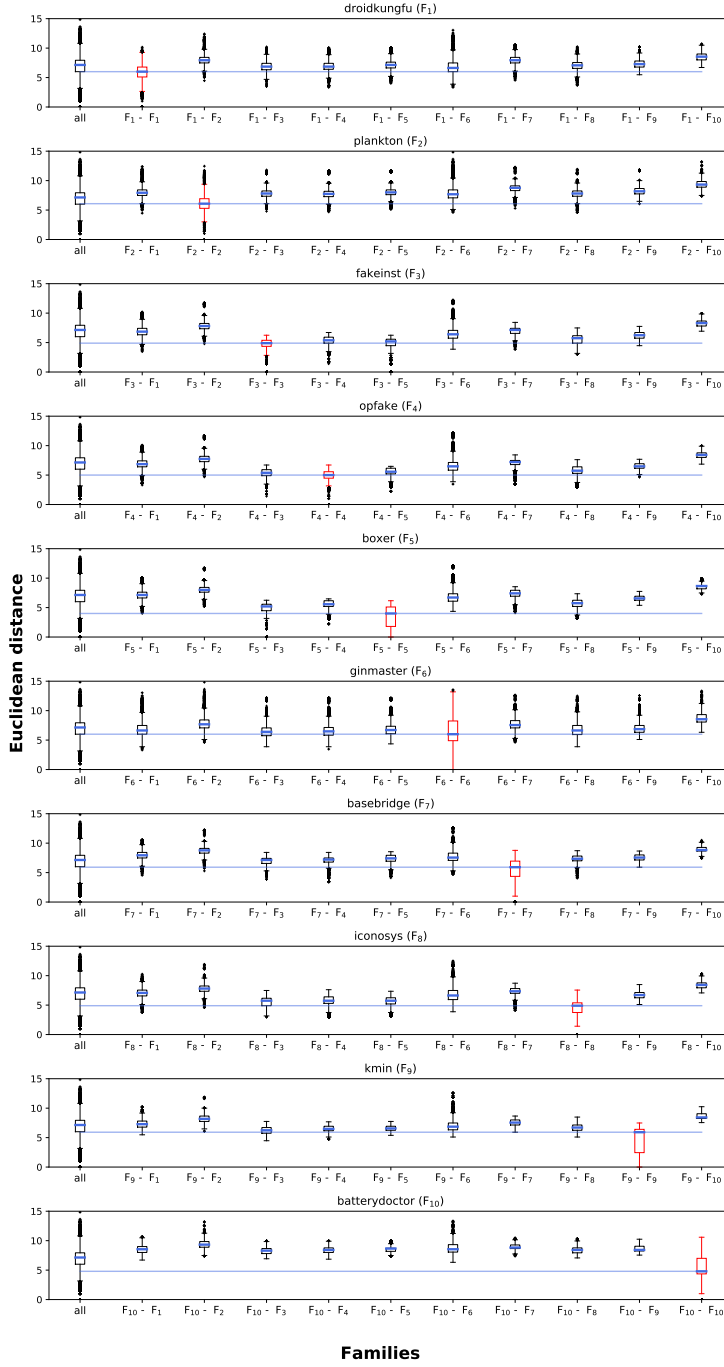 droidkungfu (F1)
15
10
5
0
all F1 - F1 F1 - F2 F1 - F3 F1 - F4 F1 - F5 F1 - F6 F1 - F7 F1 - F8 F1 - F9 F1 - F10
plankton (F2)
15
10
5
0
all F2 - F1 F2 - F2 F2 - F3 F2 - F4 F2 - F5 F2 - F6 F2 - F7 F2 - F8 F2 - F9 F2 - F10
fakeinst (F3)
15
10
5
0
all F3 - F1 F3 - F2 F3 - F3 F3 - F4 F3 - F5 F3 - F6 F3 - F7 F3 - F8 F3 - F9 F3 - F10
opfake (F4)
15
10
5
0
all F4 - F1 F4 - F2 F4 - F3 F4 - F4 F4 - F5 F4 - F6 F4 - F7 F4 - F8 F4 - F9 F4 - F10
boxer (F5)
15
10
5
0
all F5 - F1 F5 - F2 F5 - F3 F5 - F4 F5 - F5 F5 - F6 F5 - F7 F5 - F8 F5 - F9 F5 - F10
Euclidean distance
ginmaster (F6)
15
10
5
0
all F6 - F1 F6 - F2 F6 - F3 F6 - F4 F6 - F5 F6 - F6 F6 - F7 F6 - F8 F6 - F9 F6 - F10
basebridge (F7)
15
10
5
0
all F7 - F1 F7 - F2 F7 - F3 F7 - F4 F7 - F5 F7 - F6 F7 - F7 F7 - F8 F7 - F9 F7 - F10
iconosys (F8)
15
10
5
0
all F8 - F1 F8 - F2 F8 - F3 F8 - F4 F8 - F5 F8 - F6 F8 - F7 F8 - F8 F8 - F9 F8 - F10
kmin (F9)
15
10
5
0
all F9 - F1 F9 - F2 F9 - F3 F9 - F4 F9 - F5 F9 - F6 F9 - F7 F9 - F8 F9 - F9 F9 - F10
batterydoctor (F10)
15
10
5
0
all F10 - F1 F10 - F2 F10 - F3 F10 - F4 F10 - F5 F10 - F6 F10 - F7 F10 - F8 F10 - F9 F10 - F10
Families